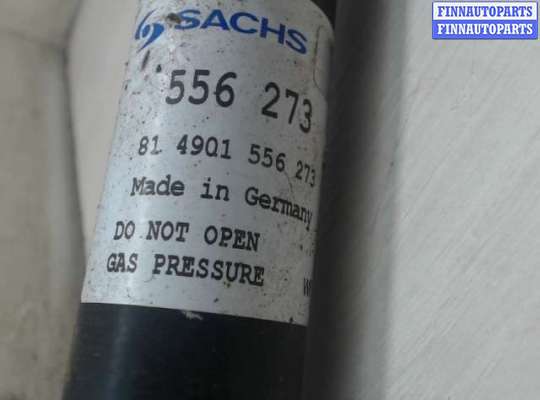 FINNAUTOPARTS
FINNAUTOPARTS
SACHS
556 273
81 4901 556 273
Made in Germany
DO NOT OPEN
GAS PRESSURE